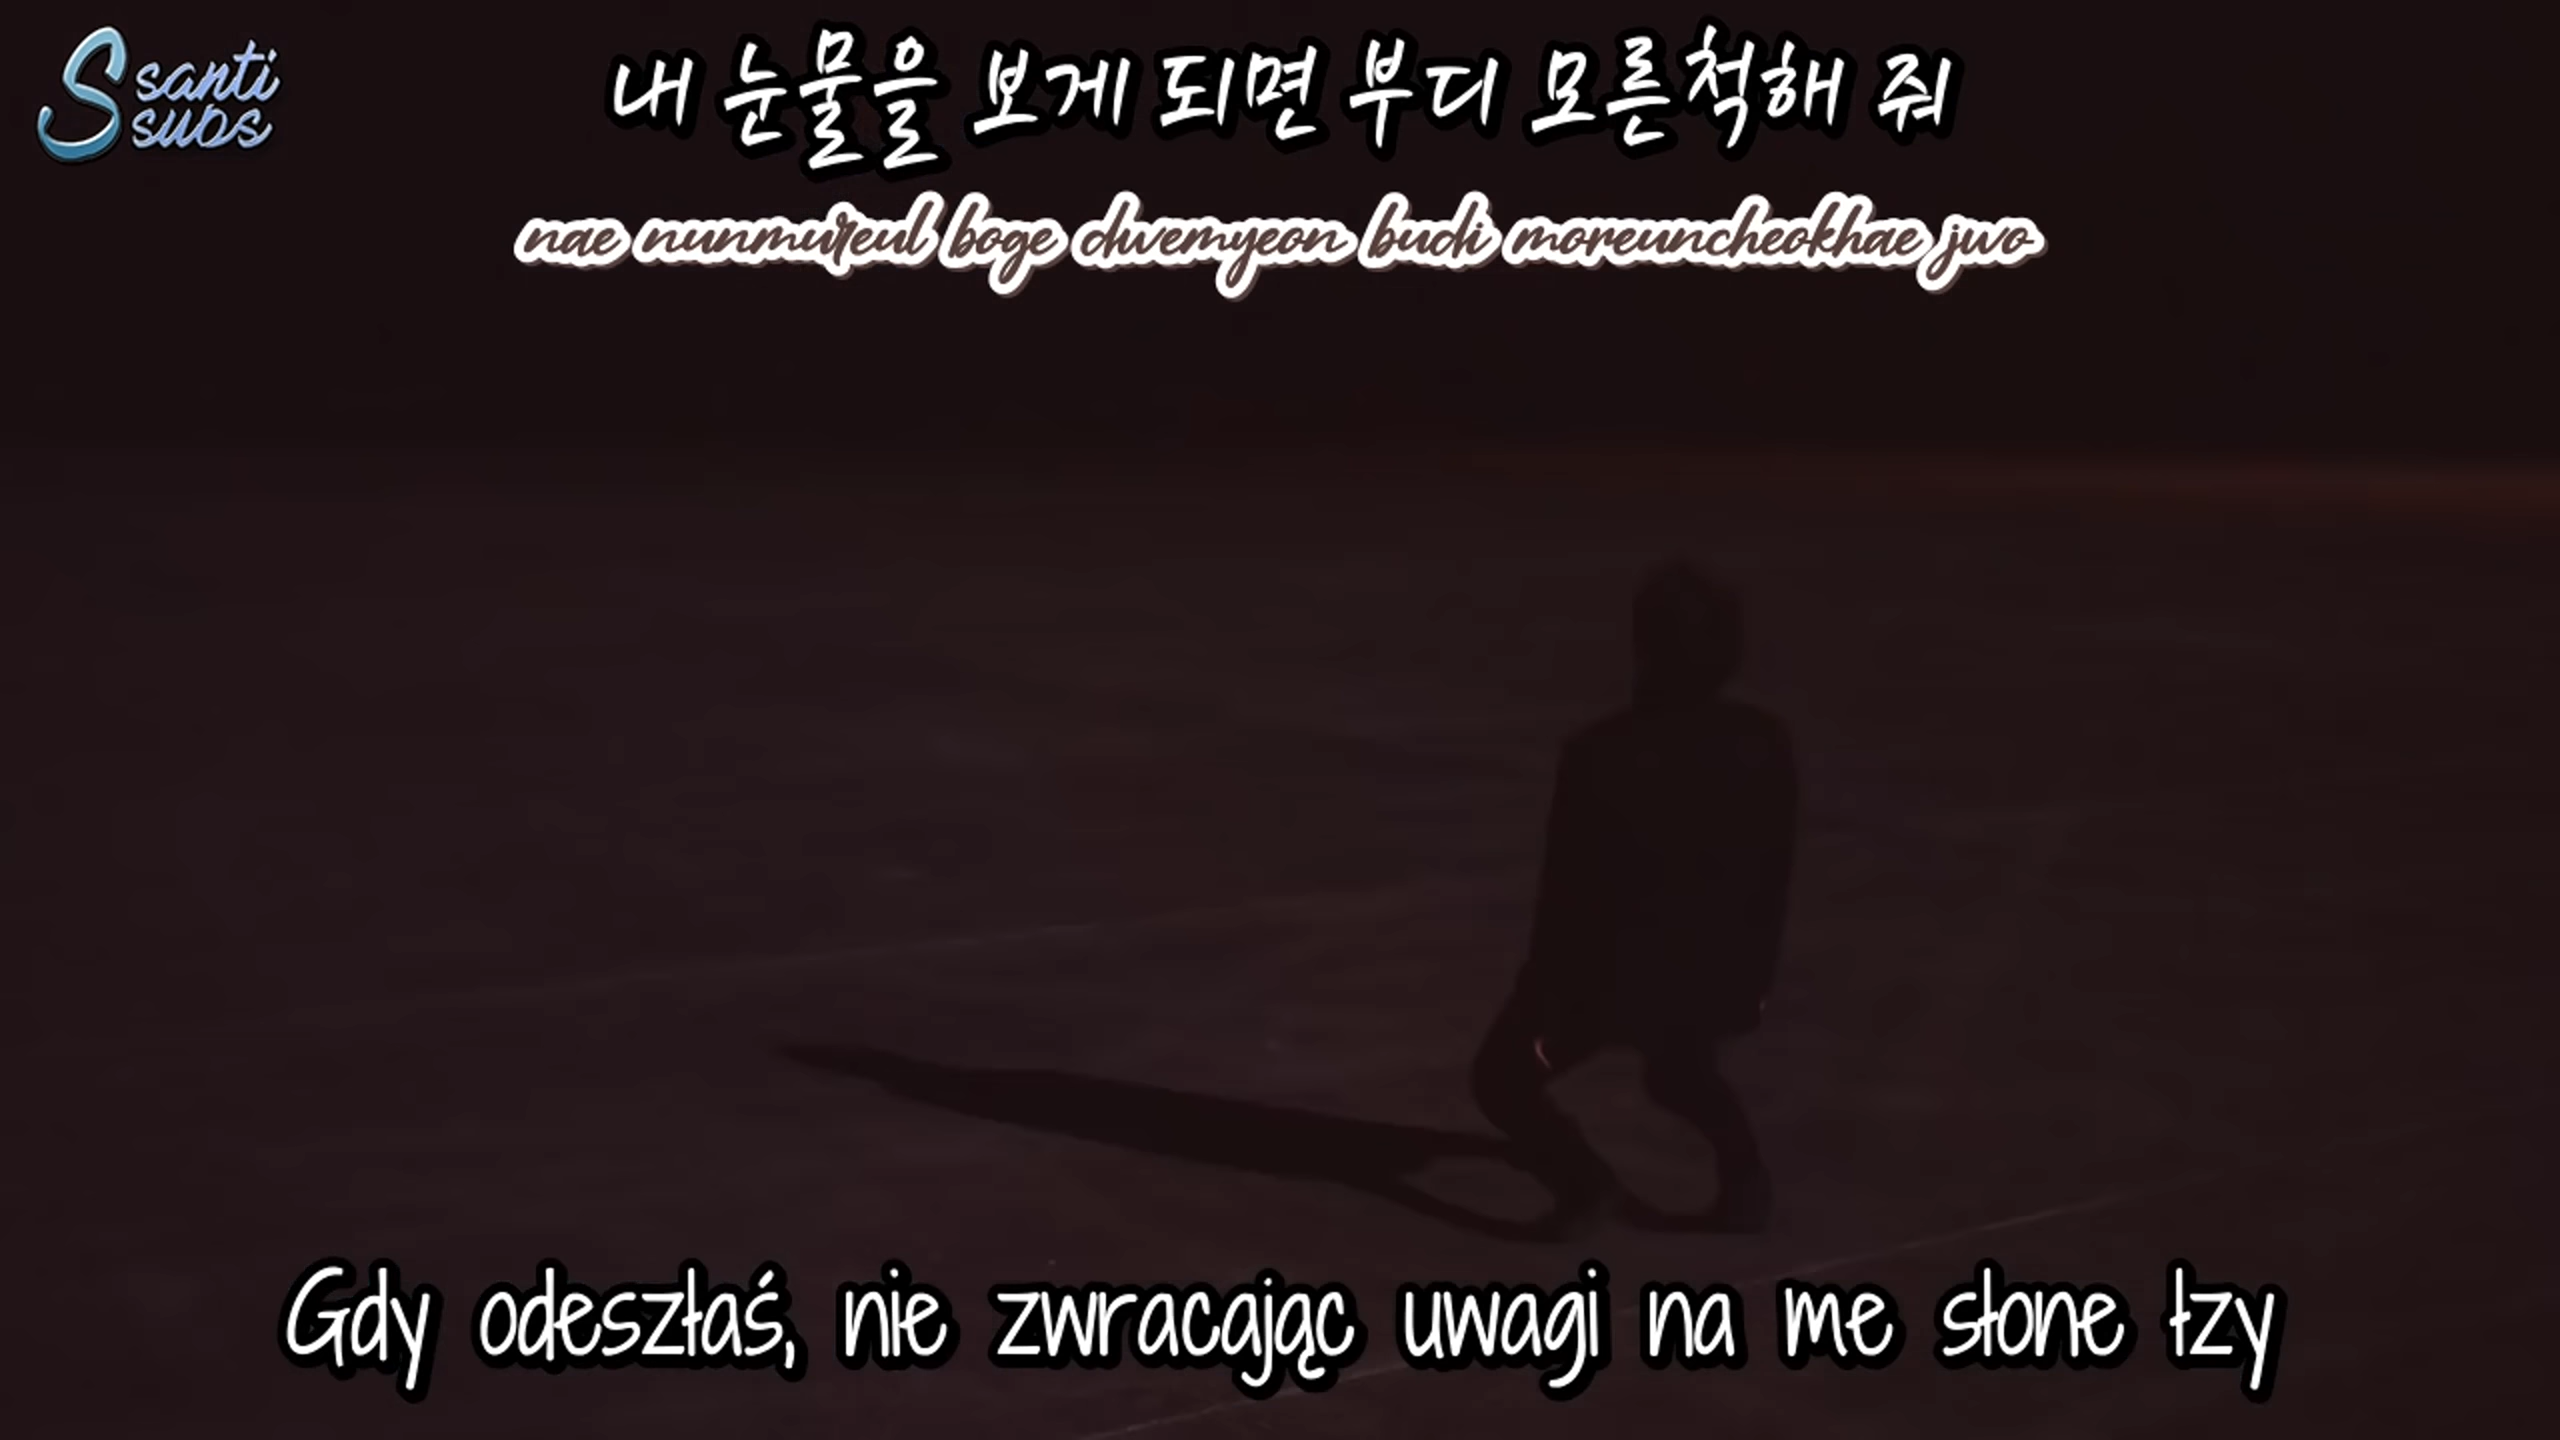 Ssanti
subs
내 눈물을 보게 되면 부디 모른척해 줘
nae nunmureul boge dwemyeon budi moreuncheokhae jwo
Gdy odeszłaś, nie zwracając uwagi na me słone łzy